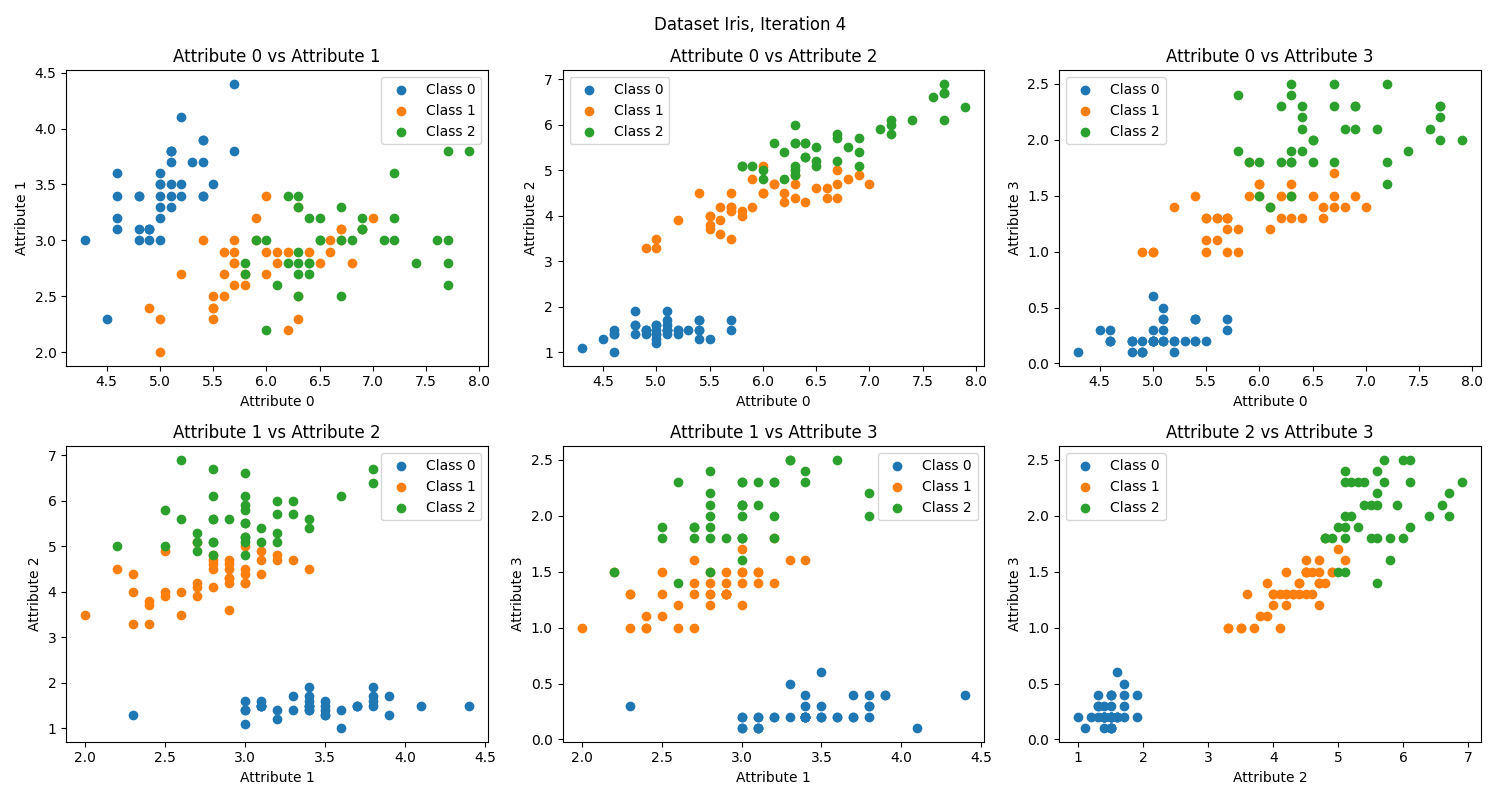 Dataset Iris, Iteration 4
Attribute 0 vs Attribute 1
4.5
4.0
3.5
3.0
2.5
2.0
Attribute 1
4.5 5.0 5.5 6.0 6.5 7.0 7.5 8.0
Attribute 0
Class 0
Class 1
Class 2
Attribute 0 vs Attribute 2
7
6
5
4
3
2
1
Attribute 2
4.5 5.0 5.5 6.0 6.5 7.0 7.5 8.0
Attribute 0
Class 0
Class 1
Class 2
Attribute 0 vs Attribute 3
2.5
2.0
1.5
1.0
0.5
0.0
Attribute 3
4.5 5.0 5.5 6.0 6.5 7.0 7.5 8.0
Attribute 0
Class 0
Class 1
Class 2
Attribute 1 vs Attribute 2
7
6
5
4
3
2
1
Attribute 2
2.0 2.5 3.0 3.5 4.0 4.5
Attribute 1
Class 0
Class 1
Class 2
Attribute 1 vs Attribute 3
2.5
2.0
1.5
1.0
0.5
0.0
Attribute 3
2.0 2.5 3.0 3.5 4.0 4.5
Attribute 1
Class 0
Class 1
Class 2
Attribute 2 vs Attribute 3
2.5
2.0
1.5
1.0
0.5
0.0
Attribute 3
1 2 3 4 5 6 7
Attribute 2
Class 0
Class 1
Class 2